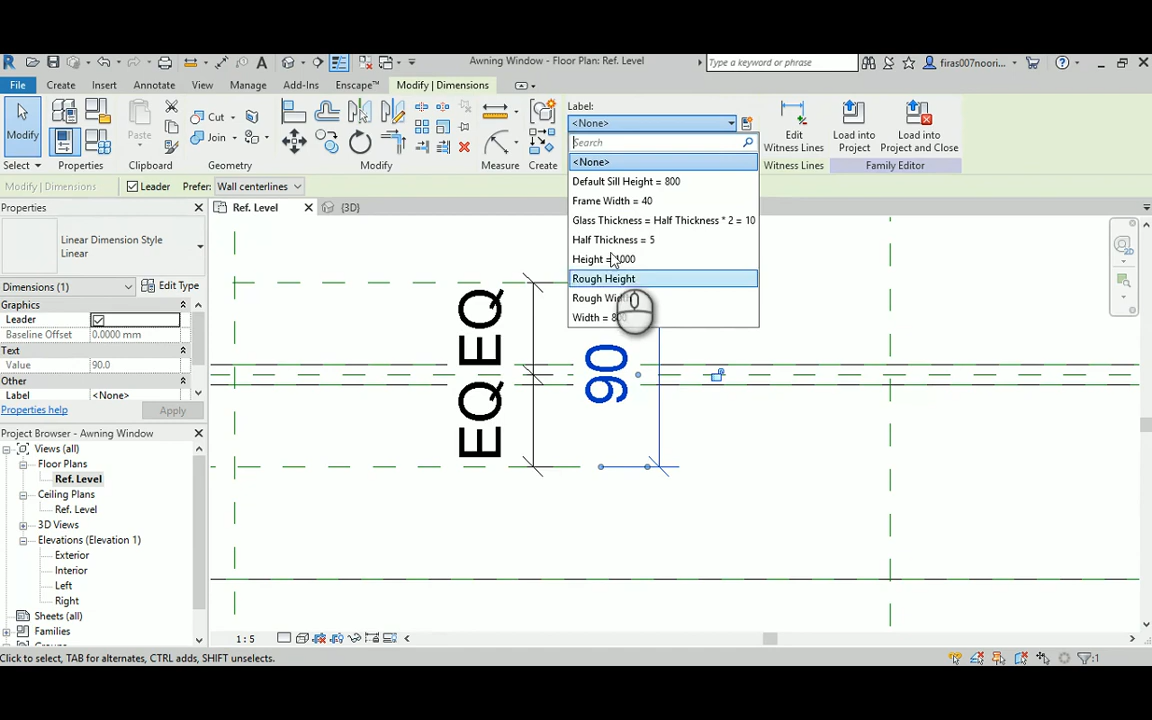 Awning Window - Floor Plan: Ref. Level
Type a keyword or phrase
firas007noori...
File Create Insert Annotate View Manage Add-Ins Enscape™ Modify | Dimensions
Modify
Paste
Cut
Join
Label:
<None>
Edit
Witness Lines
Load into
Project
Load into
Project and Close
Select Properties Clipboard Geometry Modify Measure Create Witness Lines Family Editor
Search
<None>
Default Sill Height = 800
Frame Width = 40
Glass Thickness = Half Thickness * 2 = 10
Half Thickness = 5
Height = 1000
Rough Height
Rough
Width =
Modify | Dimensions Leader Prefer: Wall centerlines
Properties
Linear Dimension Style
Linear
Dimensions (1) Edit Type
Graphics
Leader
Baseline Offset 0.0000 mm
Text
Value 90.0
Other
Label <None>
Properties help Apply
Project Browser - Awning Window
Views (all)
Floor Plans
Ref. Level
Ceiling Plans
Ref. Level
3D Views
Elevations (Elevation 1)
Exterior
Interior
Left
Right
Sheets (all)
Families
Ref. Level {3D}
EQ EQ
90
1 : 5
Click to select, TAB for alternates, CTRL adds, SHIFT unselects.
:1